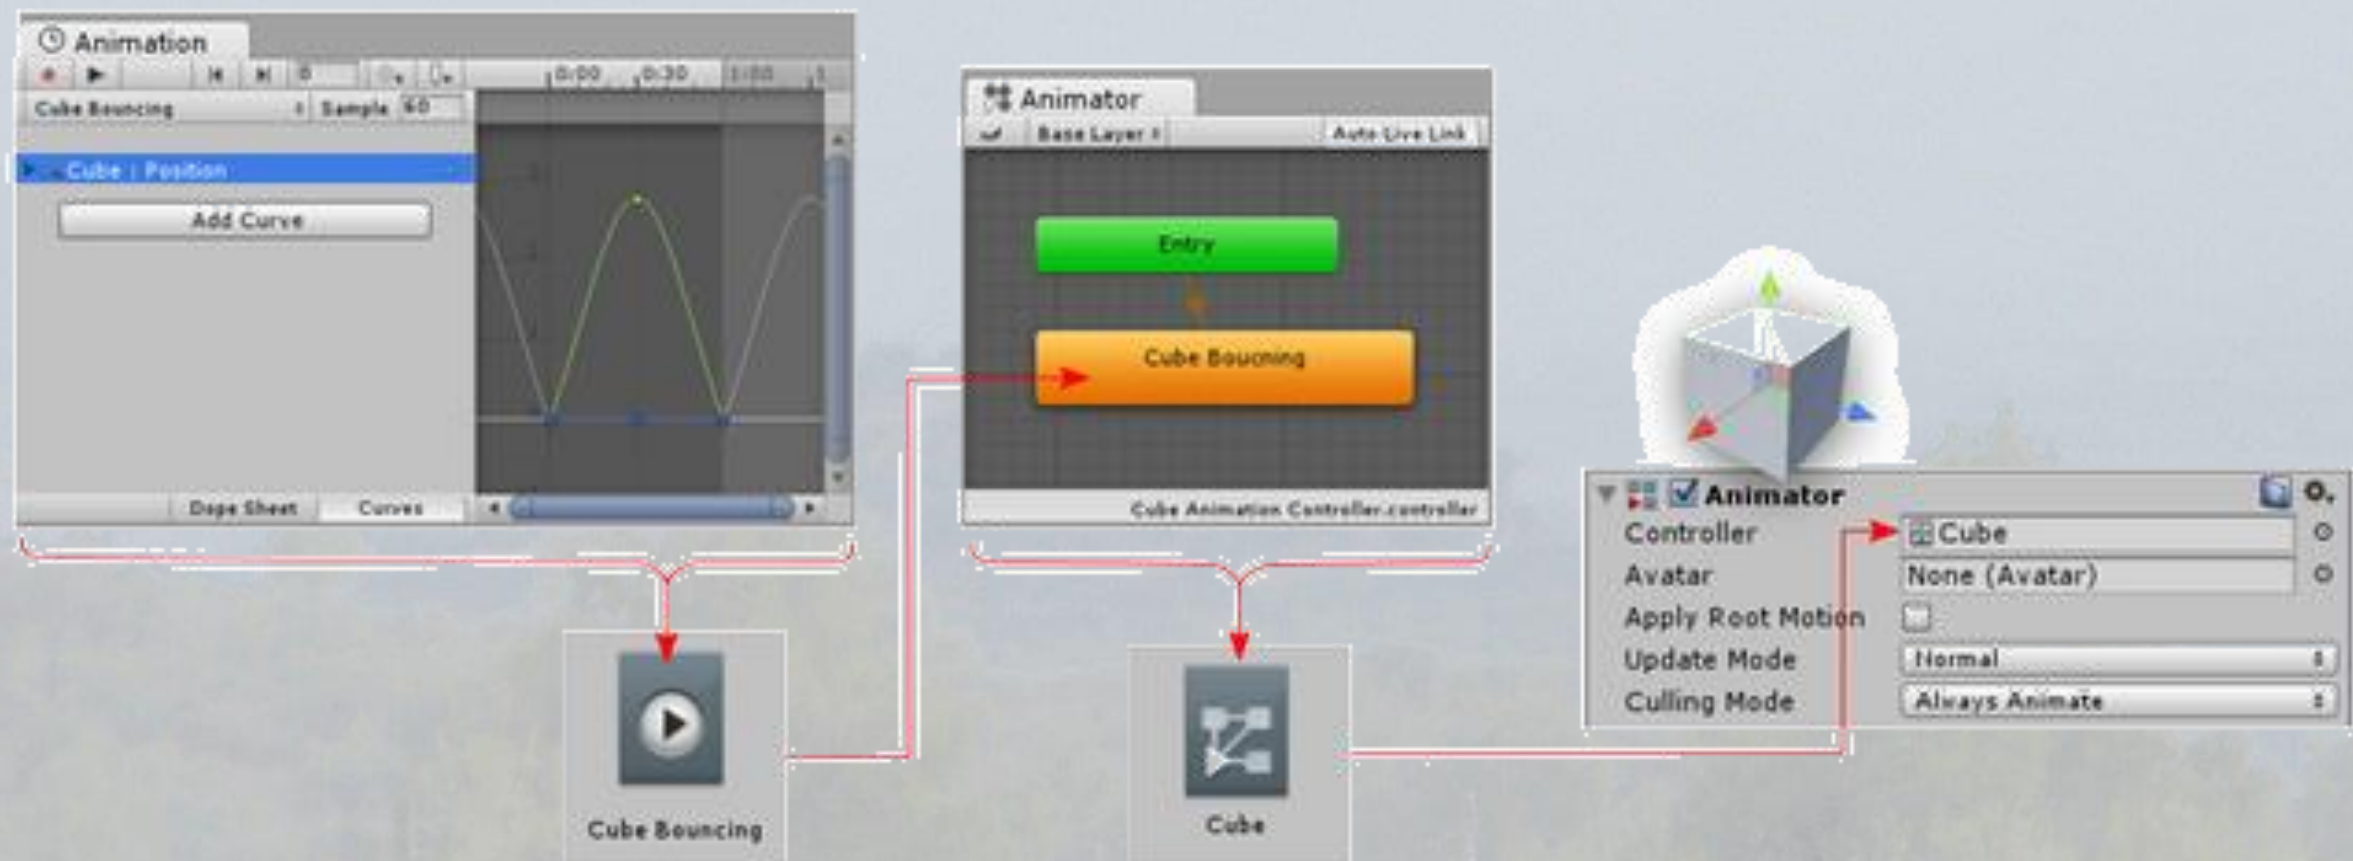 Animation
0
0:00
0:30
1:00
Cube Bouncing
Sample 60
Cube : Position
Add Curve
Dope Sheet
Curves
Cube Bouncing
Animator
Base Layer
Auto Live Link
Entry
Cube Boucning
Cube Animation Controller.controller
Cube
Animator
Controller Cube
Avatar None (Avatar)
Apply Root Motion
Update Mode Normal
Culling Mode Always Animate